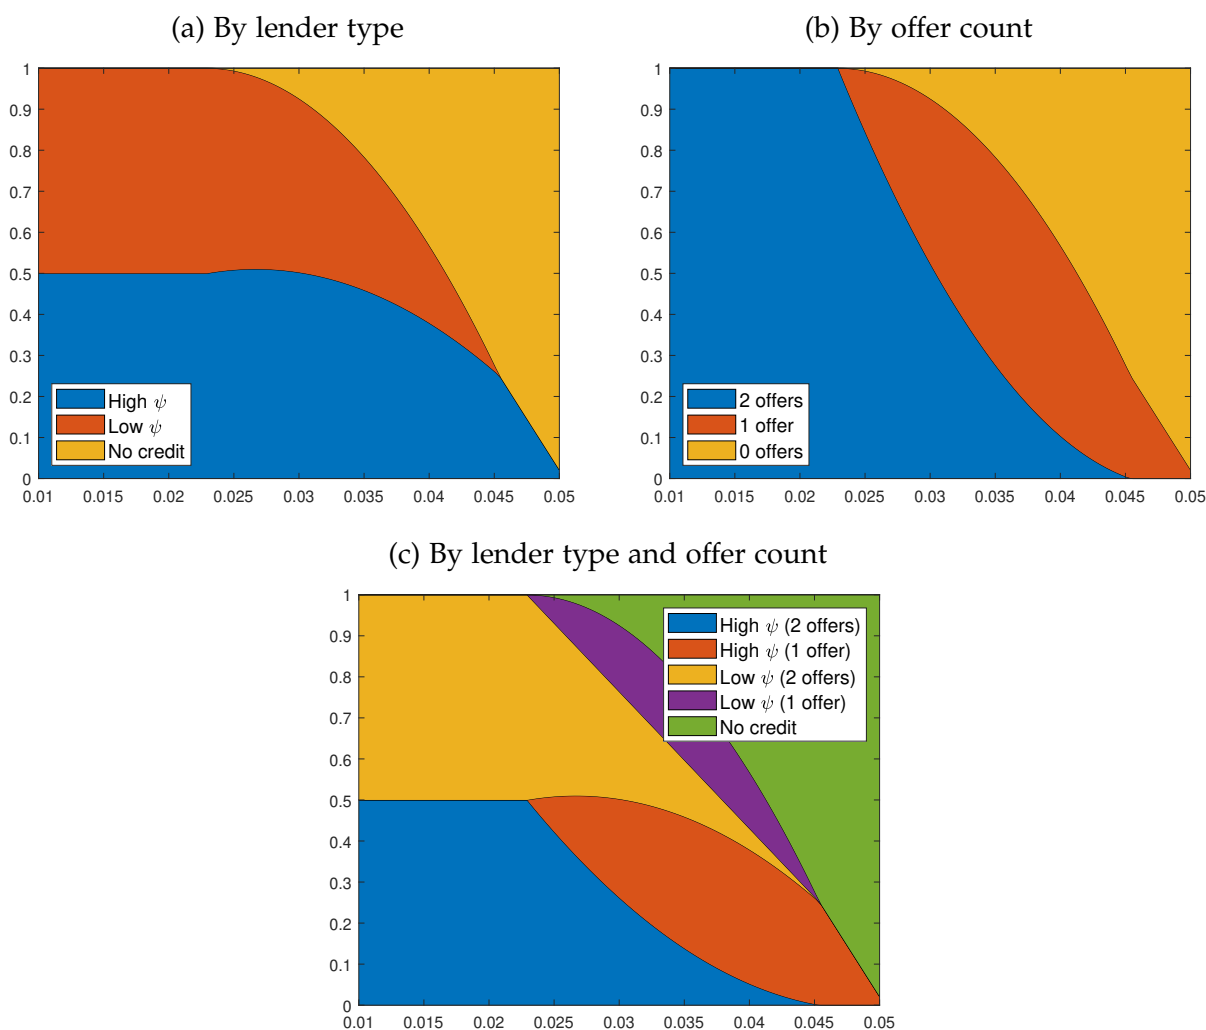 (a) By lender type
1
0.9
0.8
0.7
0.6
0.5
0.4
0.3
0.2
0.1
0
High ψ
Low ψ
No credit
0.01 0.015 0.02 0.025 0.03 0.035 0.04 0.045 0.05
(b) By offer count
1
0.9
0.8
0.7
0.6
0.5
0.4
0.3
0.2
0.1
0
2 offers
1 offer
0 offers
0.01 0.015 0.02 0.025 0.03 0.035 0.04 0.045 0.05
(c) By lender type and offer count
1
0.9
0.8
0.7
0.6
0.5
0.4
0.3
0.2
0.1
0
High ψ (2 offers)
High ψ (1 offer)
Low ψ (2 offers)
Low ψ (1 offer)
No credit
0.01 0.015 0.02 0.025 0.03 0.035 0.04 0.045 0.05